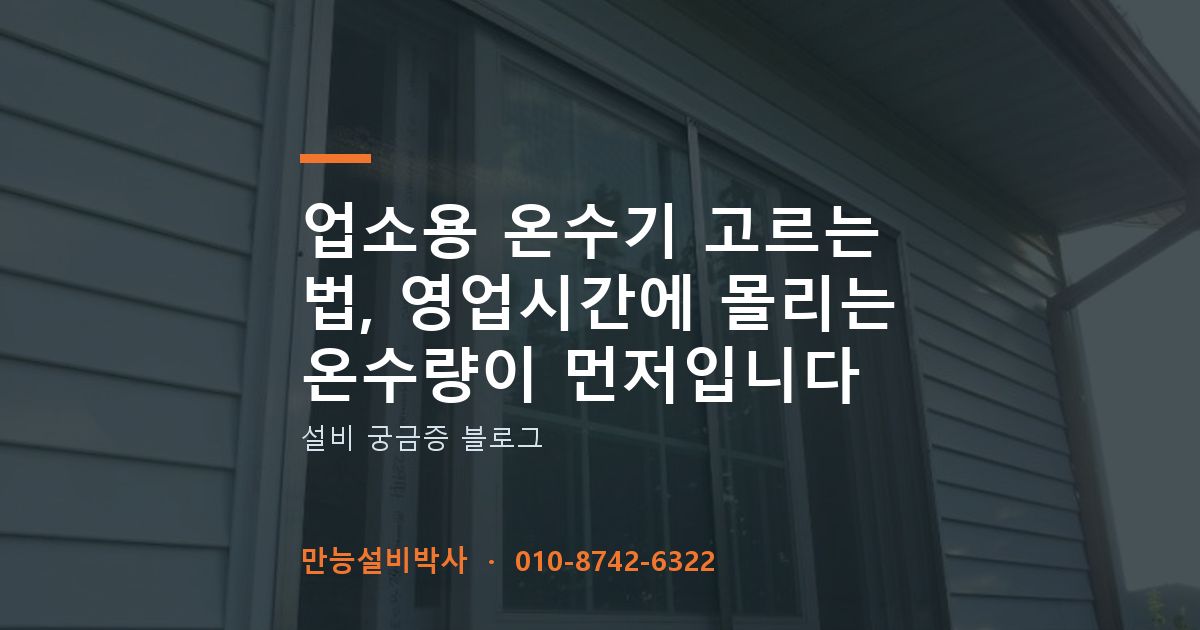 업소용 온수기 고르는
법, 영업시간에 몰리는
온수량이 먼저입니다
설비 궁금증 블로그
만능설비박사 · 010-8742-6322